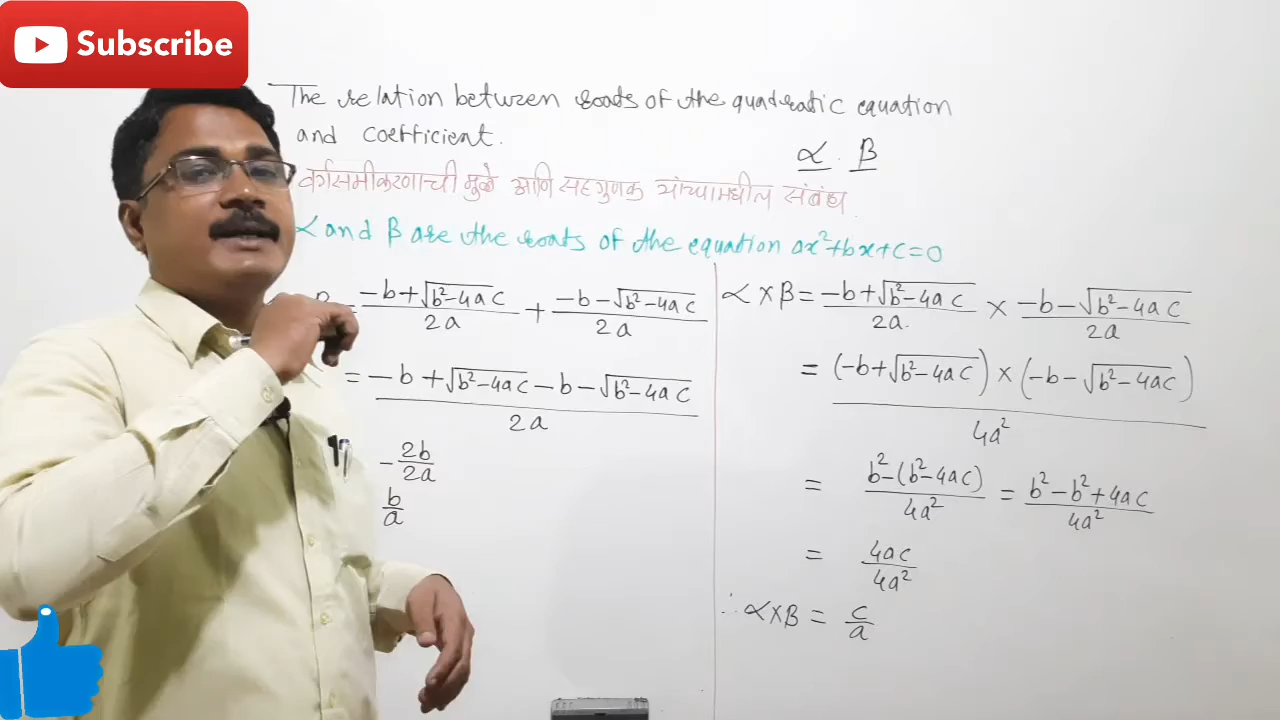 Subscribe
The relation between roots of the quadratic equation
and coefficient.
α . β
वर्गसमीकरणाची मुळे आणि सहगुणक यांच्यामधील संबंध
α and β are the roots of the equation ax²+bx+c=0
β = (-b+√(b²-4ac))/2a + (-b-√(b²-4ac))/2a
= (-b+√(b²-4ac)-b-√(b²-4ac))/2a
-2b/2a
b/a
α×β = (-b+√(b²-4ac))/2a. × (-b-√(b²-4ac))/2a
= (-b+√(b²-4ac))×(-b-√(b²-4ac))/4a²
= (b²-(b²-4ac))/4a² = (b²-b²+4ac)/4a²
= 4ac/4a²
∴ α×β = c/a